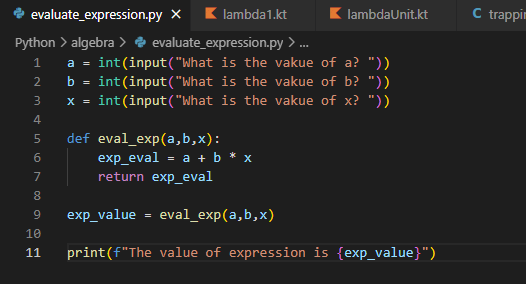 evaluate_expression.py × lambda1.kt lambdaUnit.kt C trappin
Python > algebra > evaluate_expression.py > ...
1 a = int(input("What is the vakue of a? "))
2 b = int(input("What is the vakue of b? "))
3 x = int(input("What is the vakue of x? "))
4
5 def eval_exp(a,b,x):
6     exp_eval = a + b * x
7     return exp_eval
8
9 exp_value = eval_exp(a,b,x)
10
11 print(f"The value of expression is {exp_value}")